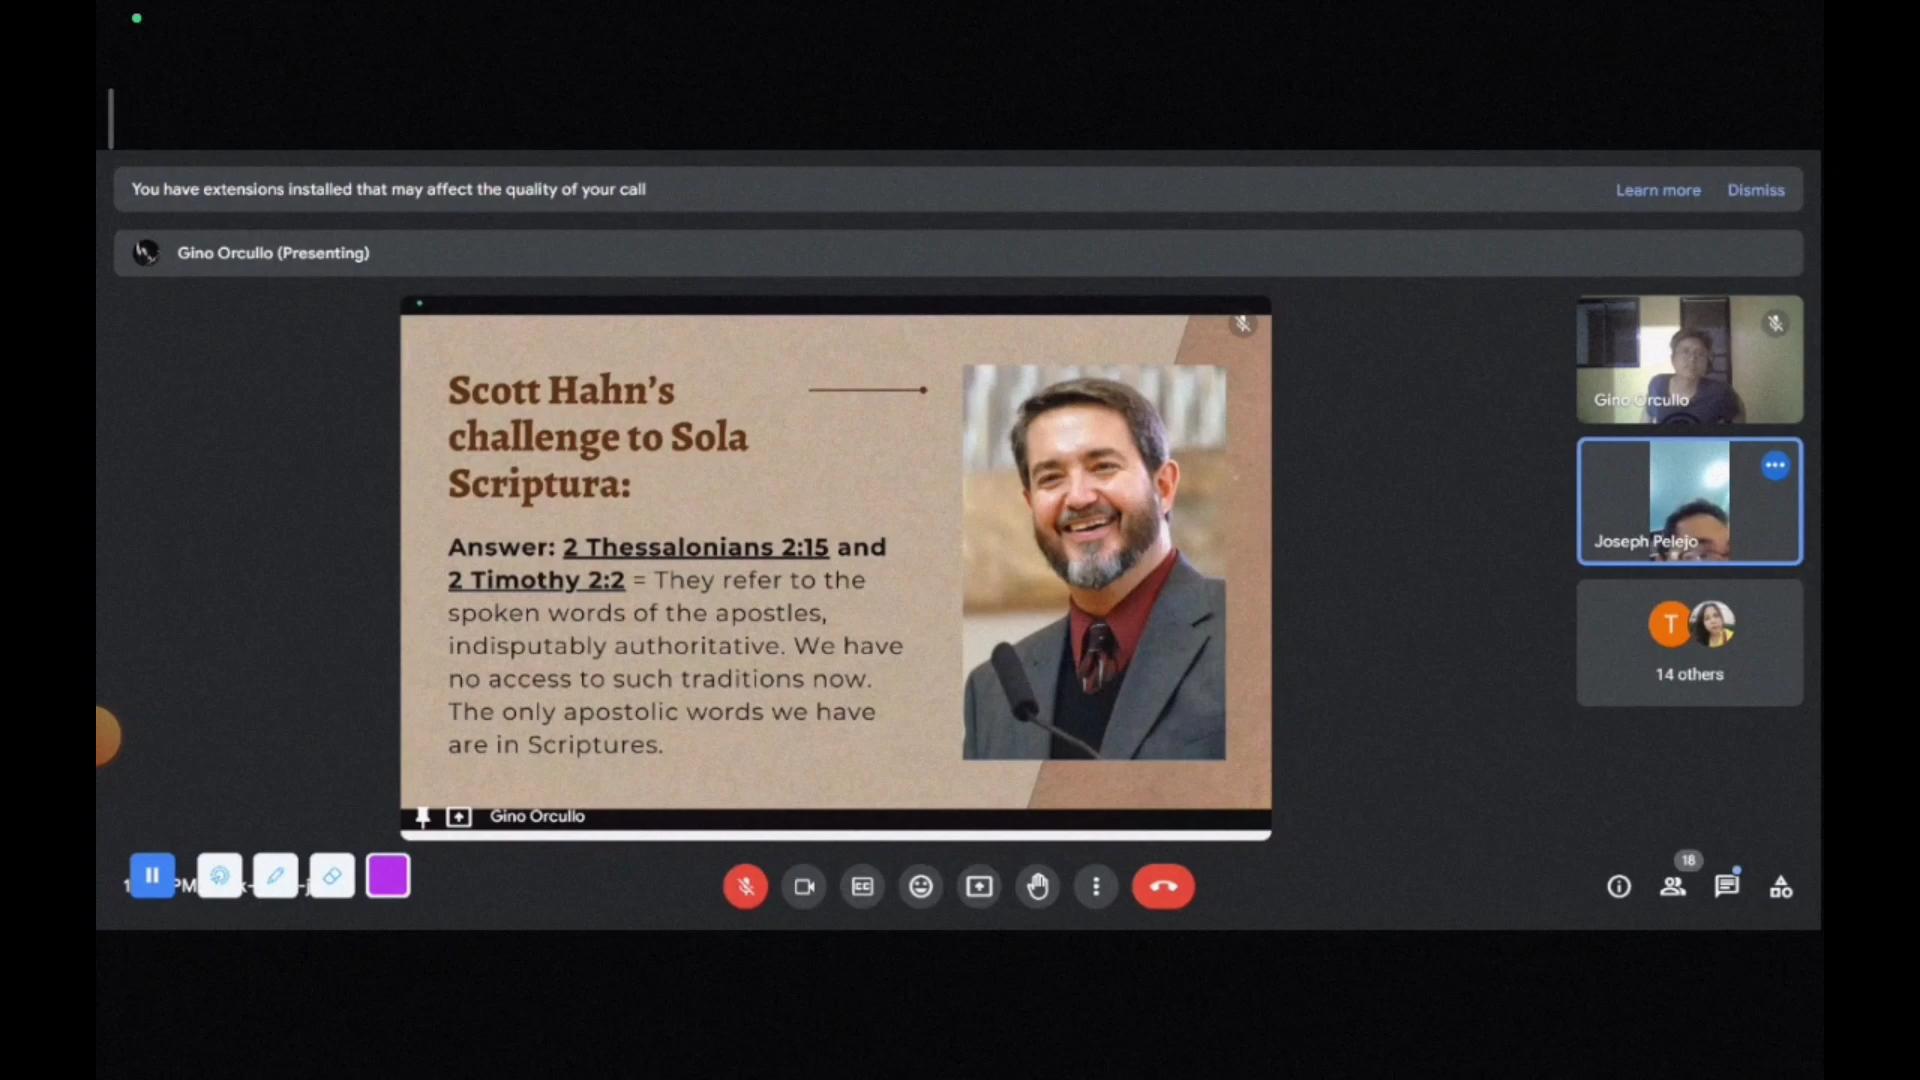 You have extensions installed that may affect the quality of your call
Learn more
Dismiss
Gino Orcullo (Presenting)
Scott Hahn's
challenge to Sola
Scriptura:
Answer: 2 Thessalonians 2:15 and
2 Timothy 2:2 = They refer to the
spoken words of the apostles,
indisputably authoritative. We have
no access to such traditions now.
The only apostolic words we have
are in Scriptures.
Gino Orcullo
Gino Orcullo
Joseph Pelejo
T
14 others
PM
CC
18